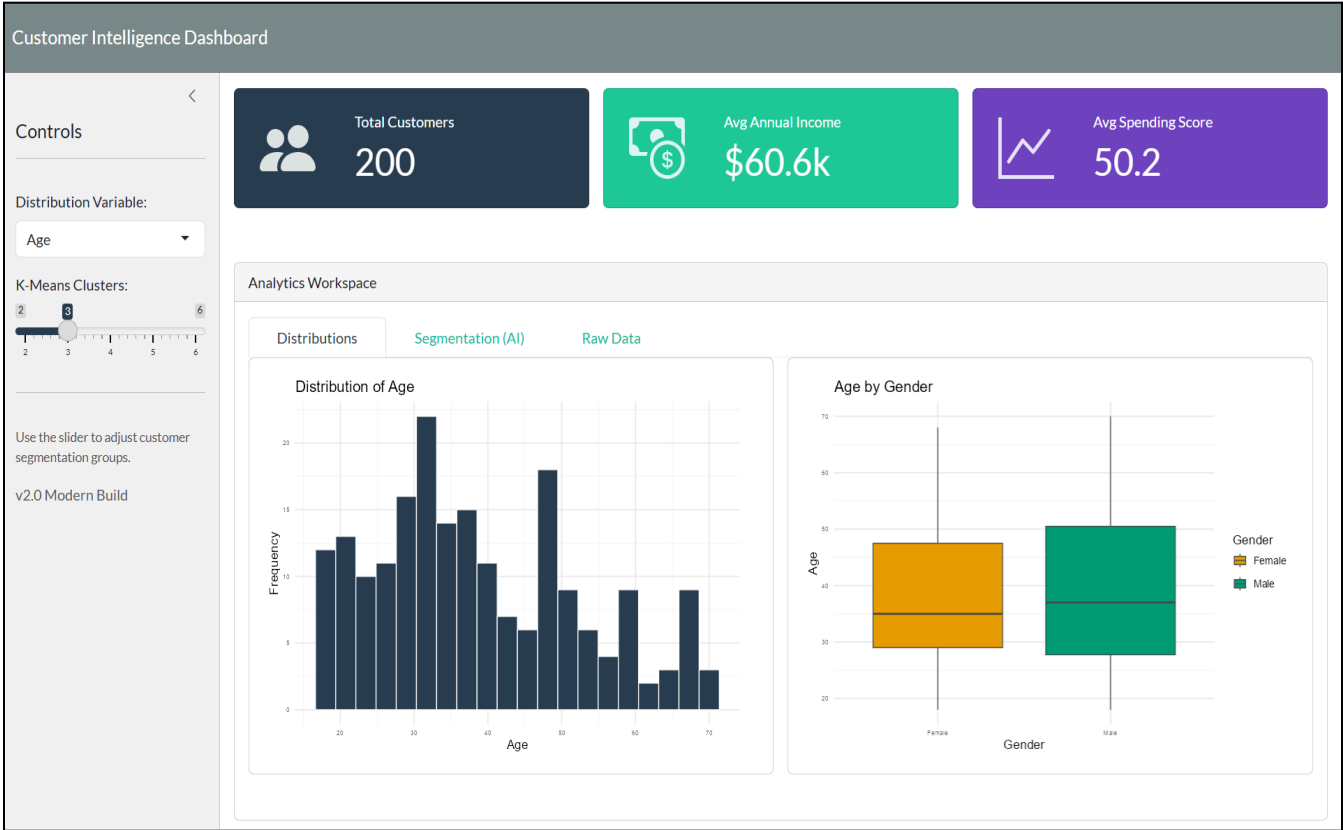 Customer Intelligence Dashboard
Controls
Distribution Variable:
Age
K-Means Clusters:
2 3 6
2 3 4 5 6
Use the slider to adjust customer
segmentation groups.
v2.0 Modern Build
Total Customers
200
$
Avg Annual Income
$60.6k
Avg Spending Score
50.2
Analytics Workspace
Distributions Segmentation (AI) Raw Data
Distribution of Age
Frequency
20
15
10
5
0
20 30 40 50 60 70
Age
Age by Gender
Age
70
60
50
40
30
20
Female Male
Gender
Gender
Female
Male